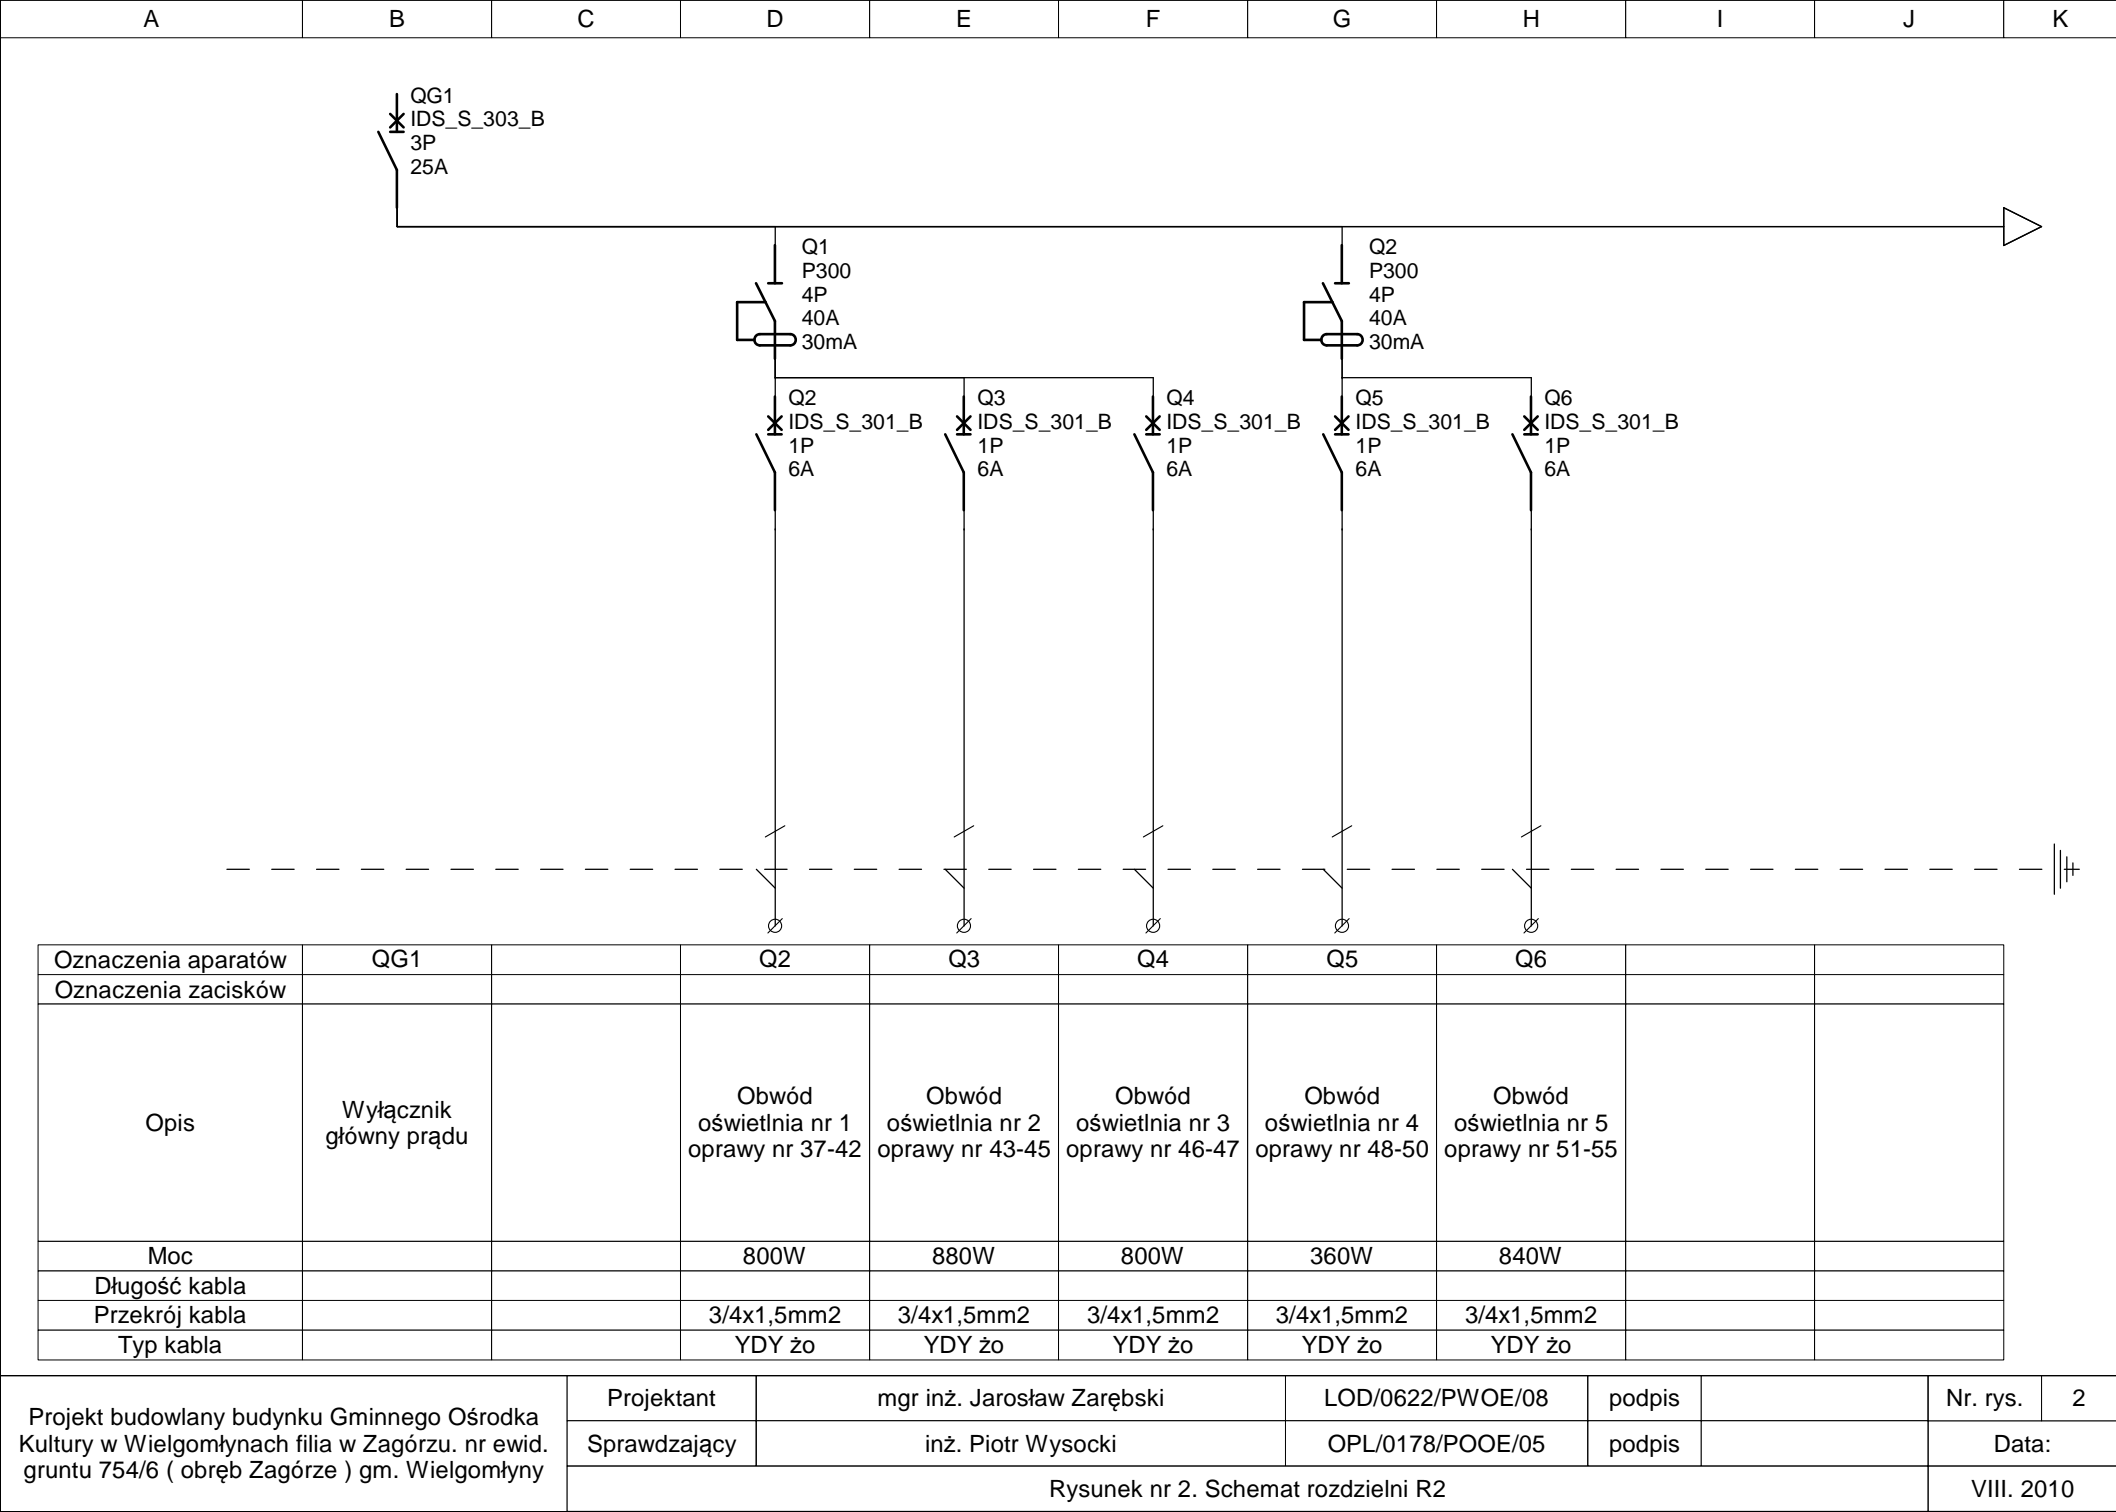 A B C D E F G H I J K
QG1
IDS_S_303_B
3P
25A
Q1
P300
4P
40A
30mA
Q2
P300
4P
40A
30mA
Q2
IDS_S_301_B
1P
6A
Q3
IDS_S_301_B
1P
6A
Q4
IDS_S_301_B
1P
6A
Q5
IDS_S_301_B
1P
6A
Q6
IDS_S_301_B
1P
6A
Oznaczenia aparatów QG1 Q2 Q3 Q4 Q5 Q6
Oznaczenia zacisków
Opis
Wyłącznik
główny prądu
Obwód
oświetlnia nr 1
oprawy nr 37-42
Obwód
oświetlnia nr 2
oprawy nr 43-45
Obwód
oświetlnia nr 3
oprawy nr 46-47
Obwód
oświetlnia nr 4
oprawy nr 48-50
Obwód
oświetlnia nr 5
oprawy nr 51-55
Moc 800W 880W 800W 360W 840W
Długość kabla
Przekrój kabla 3/4x1,5mm2 3/4x1,5mm2 3/4x1,5mm2 3/4x1,5mm2 3/4x1,5mm2
Typ kabla YDY żo YDY żo YDY żo YDY żo YDY żo
Projekt budowlany budynku Gminnego Ośrodka
Kultury w Wielgomłynach filia w Zagórzu. nr ewid.
gruntu 754/6 ( obręb Zagórze ) gm. Wielgomłyny
Projektant mgr inż. Jarosław Zarębski LOD/0622/PWOE/08 podpis Nr. rys. 2
Sprawdzający inż. Piotr Wysocki OPL/0178/POOE/05 podpis Data:
Rysunek nr 2. Schemat rozdzielni R2 VIII. 2010